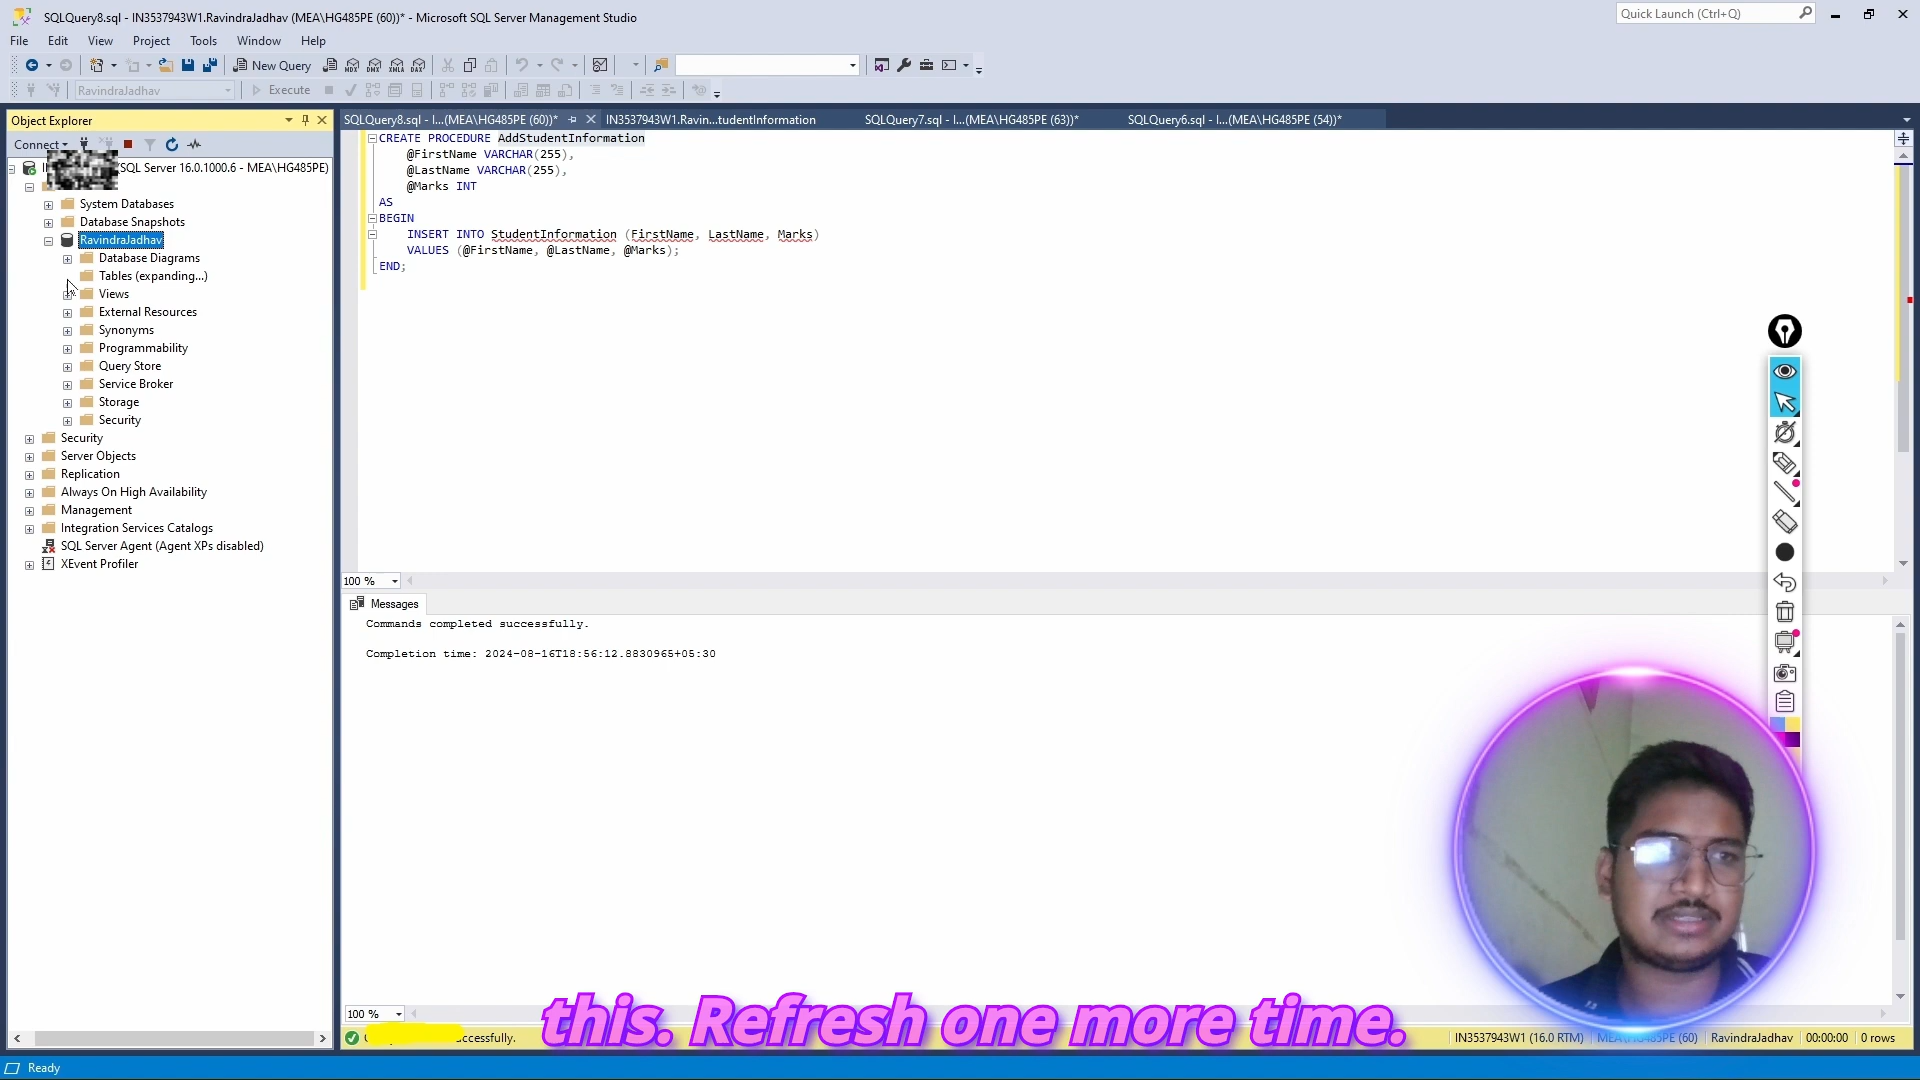 SQLQuery8.sql - IN3537943W1.RavindraJadhav (MEA\HG485PE (60))* - Microsoft SQL Server Management Studio
Quick Launch (Ctrl+Q)
File Edit View Project Tools Window Help
New Query
RavindraJadhav
Execute
Object Explorer
SQLQuery8.sql - I...(MEA\HG485PE (60))*
IN3537943W1.Ravin...tudentInformation
SQLQuery7.sql - I...(MEA\HG485PE (63))*
SQLQuery6.sql - I...(MEA\HG485PE (54))*
Connect
SQL Server 16.0.1000.6 - MEA\HG485PE)
System Databases
Database Snapshots
RavindraJadhav
Database Diagrams
Tables (expanding...)
Views
External Resources
Synonyms
Programmability
Query Store
Service Broker
Storage
Security
Security
Server Objects
Replication
Always On High Availability
Management
Integration Services Catalogs
SQL Server Agent (Agent XPs disabled)
XEvent Profiler
CREATE PROCEDURE AddStudentInformation
@FirstName VARCHAR(255),
@LastName VARCHAR(255),
@Marks INT
AS
BEGIN
INSERT INTO StudentInformation (FirstName, LastName, Marks)
VALUES (@FirstName, @LastName, @Marks);
END;
100 %
Messages
Commands completed successfully.
Completion time: 2024-08-16T18:56:12.8830965+05:30
100 %
this. Refresh one more time.
uccessfully.
IN3537943W1 (16.0 RTM)
MEA\HG485PE (60)
RavindraJadhav
00:00:00
0 rows
Ready